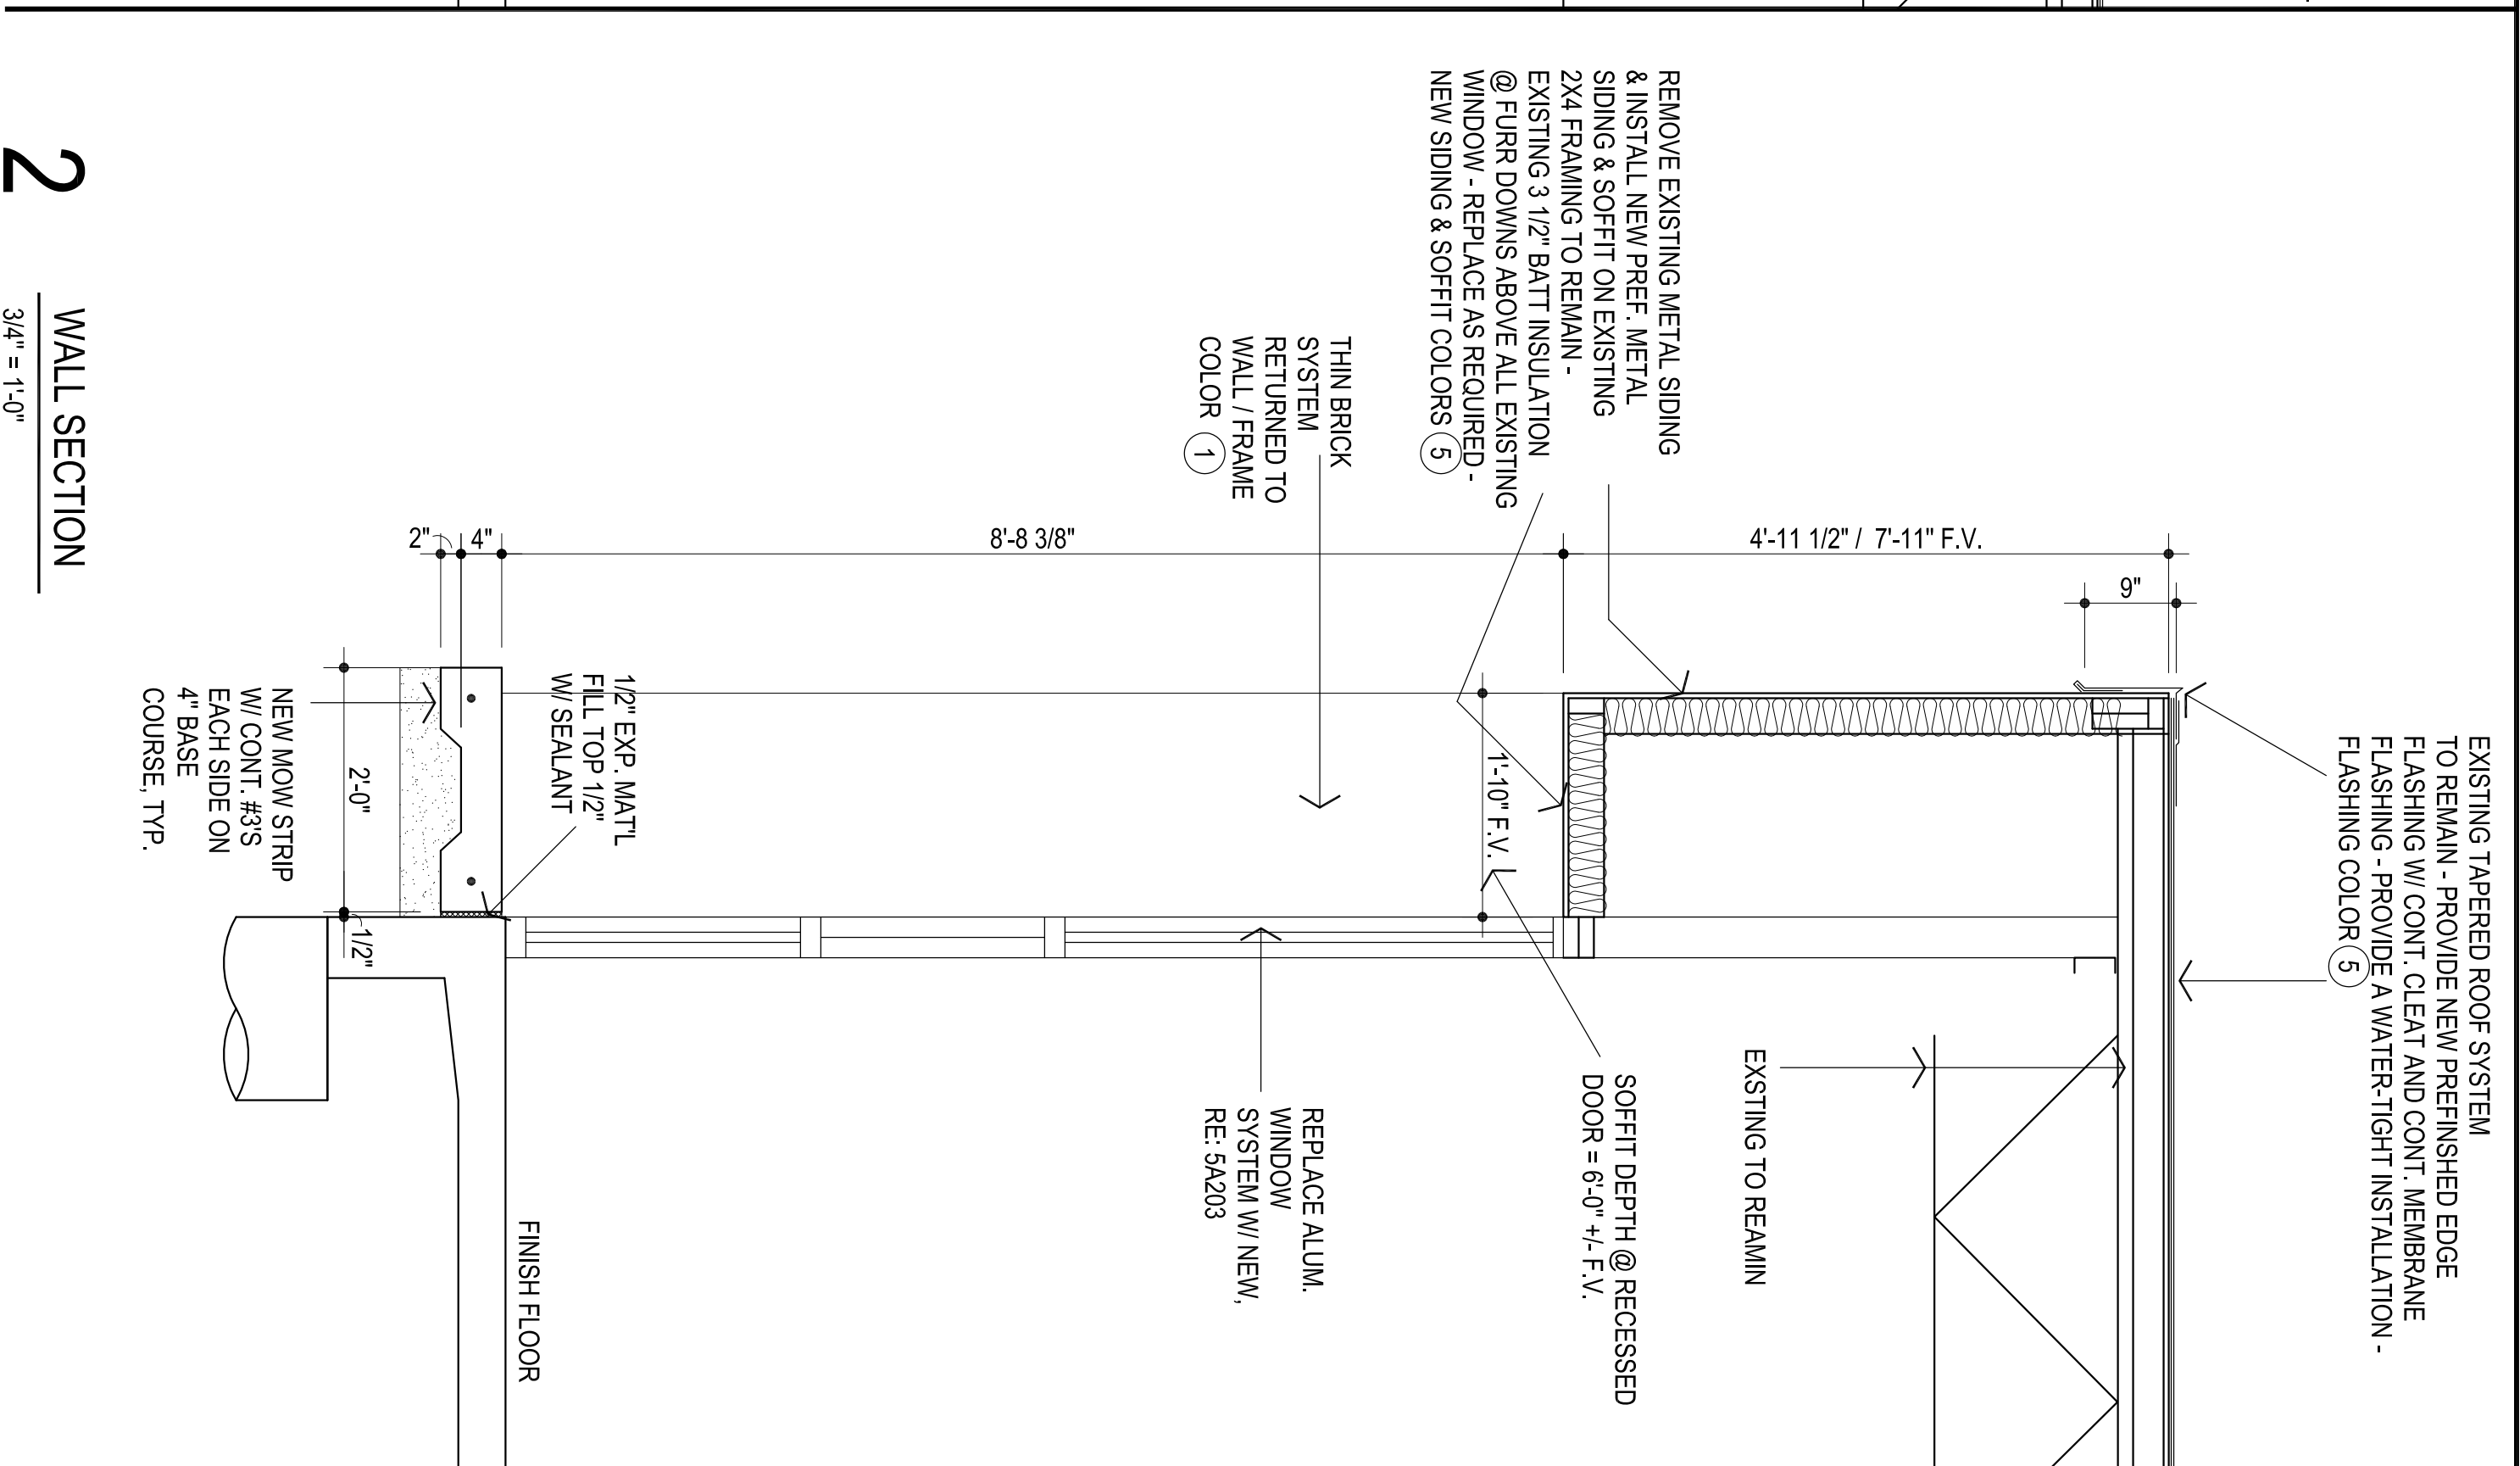 EXISTING TAPERED ROOF SYSTEM
TO REMAIN - PROVIDE NEW PREFINISHED EDGE
FLASHING W/ CONT. CLEAT AND CONT. MEMBRANE
FLASHING - PROVIDE A WATER-TIGHT INSTALLATION -
FLASHING COLOR 5
9"
4'-11 1/2" / 7'-11" F.V.
REMOVE EXISTING METAL SIDING
& INSTALL NEW PREF. METAL
SIDING & SOFFIT ON EXISTING
2X4 FRAMING TO REMAIN -
EXISTING 3 1/2" BATT INSULATION
@ FURR DOWNS ABOVE ALL EXISTING
WINDOW - REPLACE AS REQUIRED -
NEW SIDING & SOFFIT COLORS 5
EXSTING TO REAMIN
SOFFIT DEPTH @ RECESSED
DOOR = 6'-0" +/- F.V.
1'-10" F.V.
THIN BRICK
SYSTEM
RETURNED TO
WALL / FRAME
COLOR 1
REPLACE ALUM.
WINDOW
SYSTEM W/ NEW,
RE: 5A203
8'-8 3/8"
1/2" EXP. MAT'L
FILL TOP 1/2"
W/ SEALANT
FINISH FLOOR
4"
2"
2'-0"
1/2"
NEW MOW STRIP
W/ CONT. #3'S
EACH SIDE ON
4" BASE
COURSE, TYP.
2
WALL SECTION
3/4" = 1'-0"